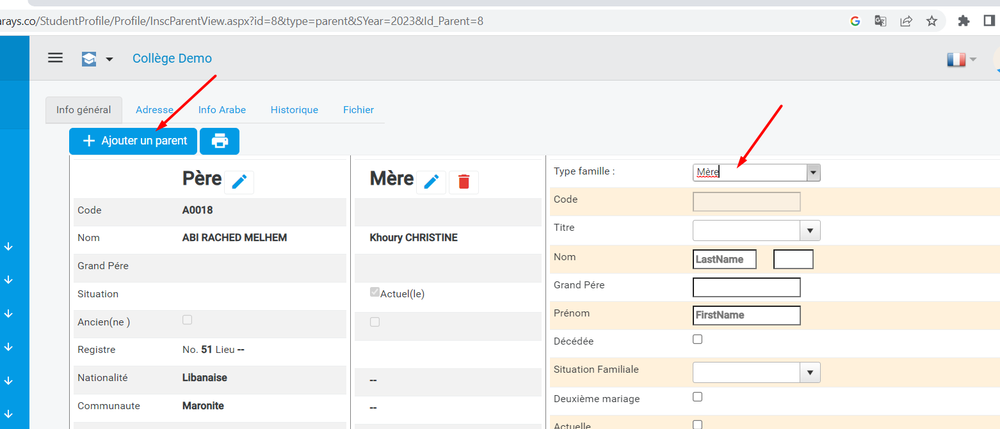 arays.co/StudentProfile/Profile/InscParentView.aspx?id=8&type=parent&SYear=2023&Id_Parent=8
Collège Demo
Info général Adresse Info Arabe Historique Fichier
Ajouter un parent
Père Mère
Code A0018
Nom ABI RACHED MELHEM Khoury CHRISTINE
Grand Pére
Situation Actuel(le)
Ancien(ne )
Registre No. 51 Lieu --
Nationalité Libanaise --
Communaute Maronite --
Type famille : Mère
Code
Titre
Nom LastName
Grand Pére
Prénom FirstName
Décédée
Situation Familiale
Deuxième mariage
Actuelle